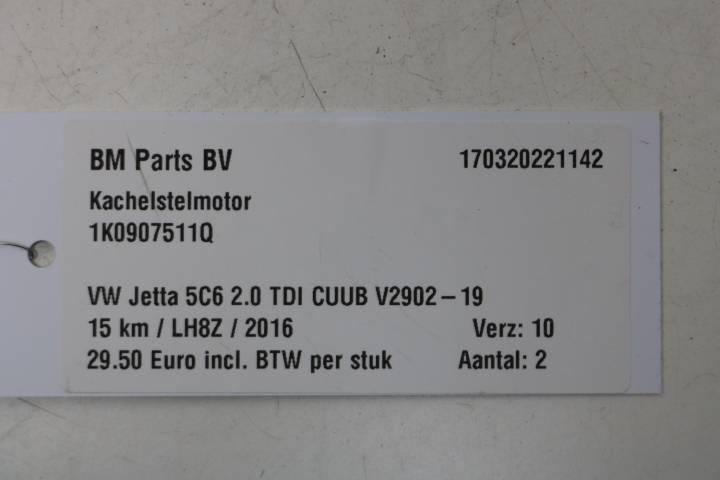 BM Parts BV 170320221142
Kachelstelmotor
1K0907511Q
VW Jetta 5C6 2.0 TDI CUUB V2902 – 19
15 km / LH8Z / 2016 Verz: 10
29.50 Euro incl. BTW per stuk Aantal: 2